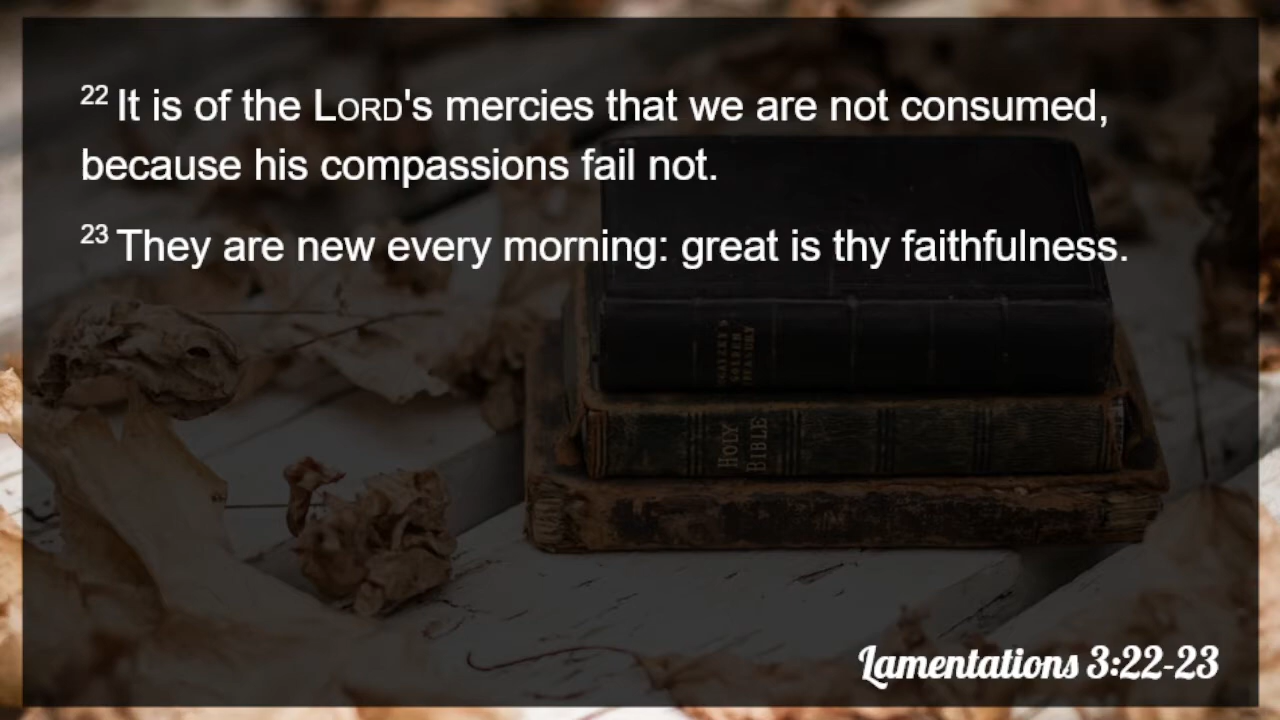 22 It is of the LORD's mercies that we are not consumed,
because his compassions fail not.
23 They are new every morning: great is thy faithfulness.
HOLY
BIBLE
Lamentations 3:22-23